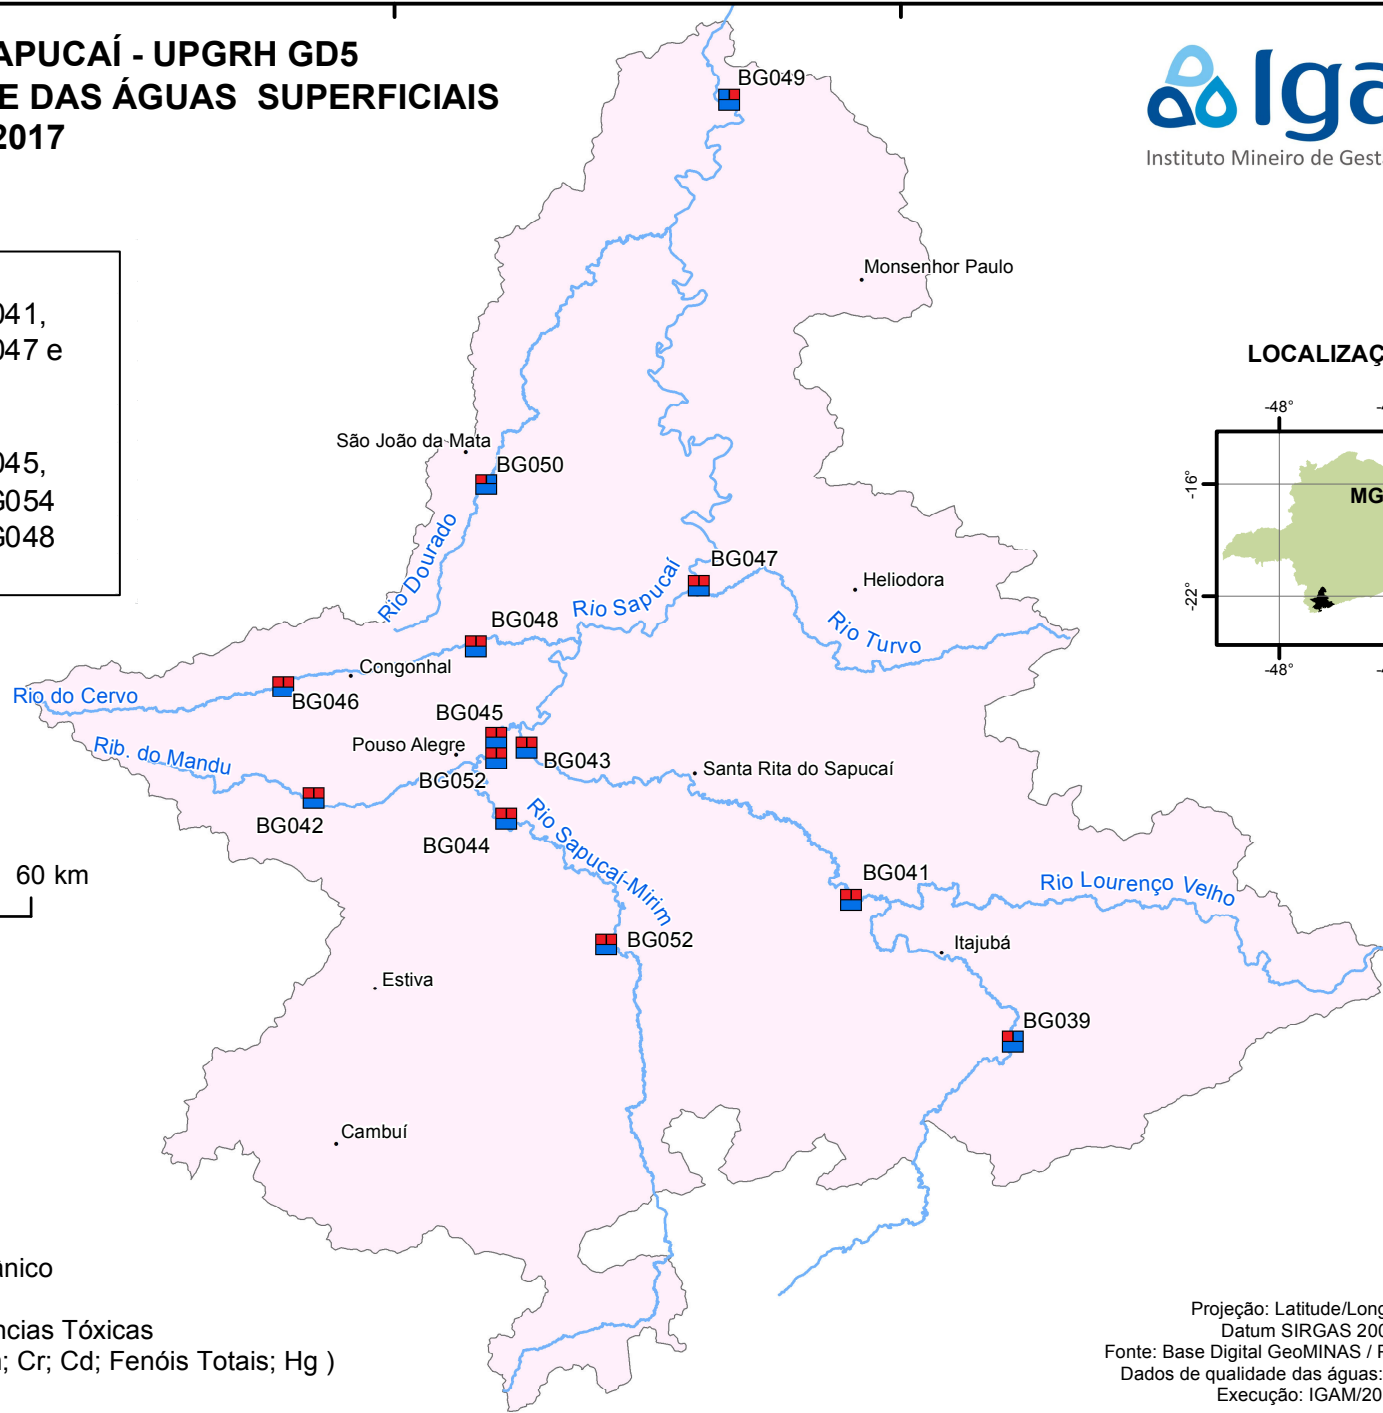 APUCAÍ - UPGRH GD5
E DAS ÁGUAS SUPERFICIAIS
2017
Iga
Instituto Mineiro de Gest
041,
047 e
045,
G054
G048
BG049
Monsenhor Paulo
LOCALIZAÇ
-48°
-4
-16°
MG
-22°
-48°
-4
São João da Mata
BG050
Rio Dourado
BG047
Rio Sapucaí
Heliodora
Rio Turvo
BG048
Congonhal
Rio do Cervo
BG046
BG045
Rib. do Mandu
Pouso Alegre
BG043
BG052
Santa Rita do Sapucaí
BG042
Rio Sapucaí-Mirim
BG044
60 km
BG041
Rio Lourenço Velho
BG052
Itajubá
Estiva
BG039
Cambuí
nico
ncias Tóxicas
; Cr; Cd; Fenóis Totais; Hg )
Projeção: Latitude/Long
Datum SIRGAS 200
Fonte: Base Digital GeoMINAS / P
Dados de qualidade das águas:
Execução: IGAM/20